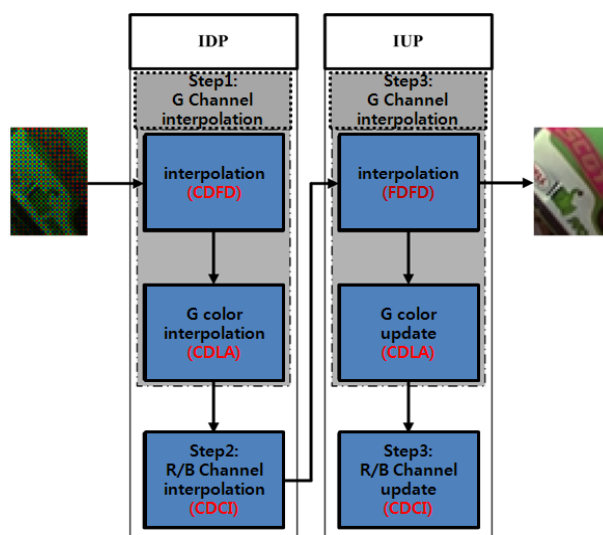 IDP
Step1:
G Channel
interpolation
interpolation
(CDFD)
G color
interpolation
(CDLA)
Step2:
R/B Channel
interpolation
(CDCI)
IUP
Step3:
G Channel
interpolation
interpolation
(FDFD)
G color
update
(CDLA)
Step3:
R/B Channel
update
(CDCI)
SCOT